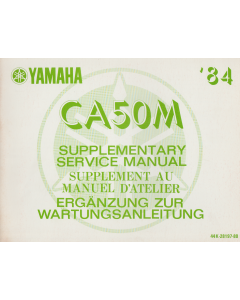 YAMAHA '84
CA50M
SUPPLEMENTARY
SERVICE MANUAL
SUPPLEMENT AU
MANUEL D'ATELIER
ERGÄNZUNG ZUR
WARTUNGSANLEITUNG